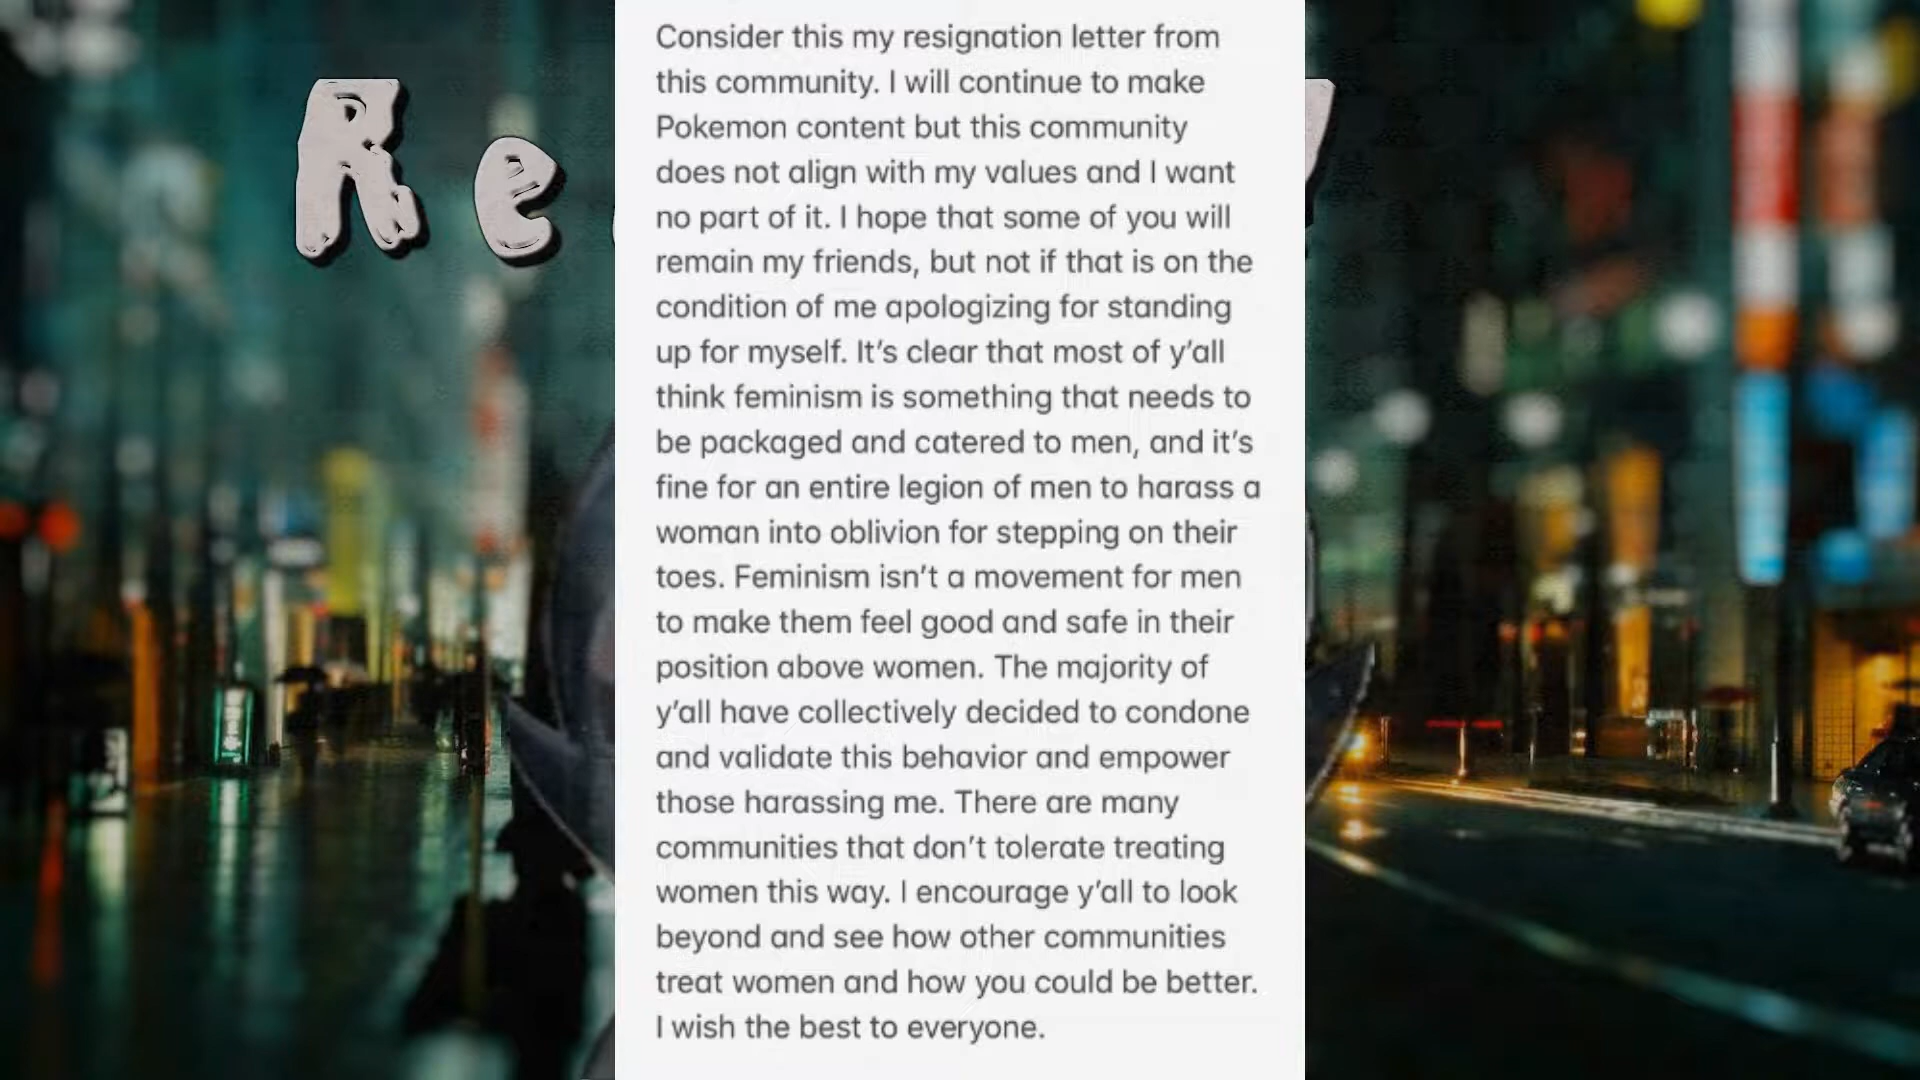 Re
Consider this my resignation letter from
this community. I will continue to make
Pokemon content but this community
does not align with my values and I want
no part of it. I hope that some of you will
remain my friends, but not if that is on the
condition of me apologizing for standing
up for myself. It’s clear that most of y’all
think feminism is something that needs to
be packaged and catered to men, and it’s
fine for an entire legion of men to harass a
woman into oblivion for stepping on their
toes. Feminism isn’t a movement for men
to make them feel good and safe in their
position above women. The majority of
y’all have collectively decided to condone
and validate this behavior and empower
those harassing me. There are many
communities that don’t tolerate treating
women this way. I encourage y’all to look
beyond and see how other communities
treat women and how you could be better.
I wish the best to everyone.